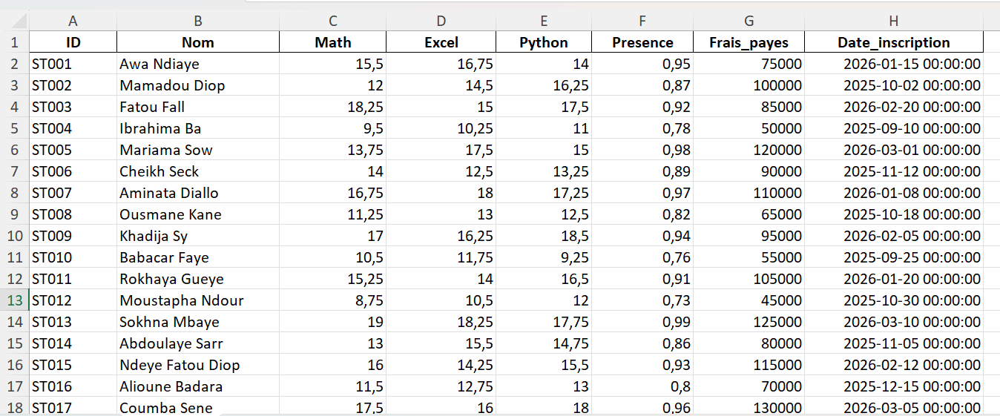 A B C D E F G H
1 ID Nom Math Excel Python Presence Frais_payes Date_inscription
2 ST001 Awa Ndiaye 15,5 16,75 14 0,95 75000 2026-01-15 00:00:00
3 ST002 Mamadou Diop 12 14,5 16,25 0,87 100000 2025-10-02 00:00:00
4 ST003 Fatou Fall 18,25 15 17,5 0,92 85000 2026-02-20 00:00:00
5 ST004 Ibrahima Ba 9,5 10,25 11 0,78 50000 2025-09-10 00:00:00
6 ST005 Mariama Sow 13,75 17,5 15 0,98 120000 2026-03-01 00:00:00
7 ST006 Cheikh Seck 14 12,5 13,25 0,89 90000 2025-11-12 00:00:00
8 ST007 Aminata Diallo 16,75 18 17,25 0,97 110000 2026-01-08 00:00:00
9 ST008 Ousmane Kane 11,25 13 12,5 0,82 65000 2025-10-18 00:00:00
10 ST009 Khadija Sy 17 16,25 18,5 0,94 95000 2026-02-05 00:00:00
11 ST010 Babacar Faye 10,5 11,75 9,25 0,76 55000 2025-09-25 00:00:00
12 ST011 Rokhaya Gueye 15,25 14 16,5 0,91 105000 2026-01-20 00:00:00
13 ST012 Moustapha Ndour 8,75 10,5 12 0,73 45000 2025-10-30 00:00:00
14 ST013 Sokhna Mbaye 19 18,25 17,75 0,99 125000 2026-03-10 00:00:00
15 ST014 Abdoulaye Sarr 13 15,5 14,75 0,86 80000 2025-11-05 00:00:00
16 ST015 Ndeye Fatou Diop 16 14,25 15,5 0,93 115000 2026-02-12 00:00:00
17 ST016 Alioune Badara 11,5 12,75 13 0,8 70000 2025-12-15 00:00:00
18 ST017 Coumba Sene 17,5 16 18 0,96 130000 2026-03-05 00:00:00